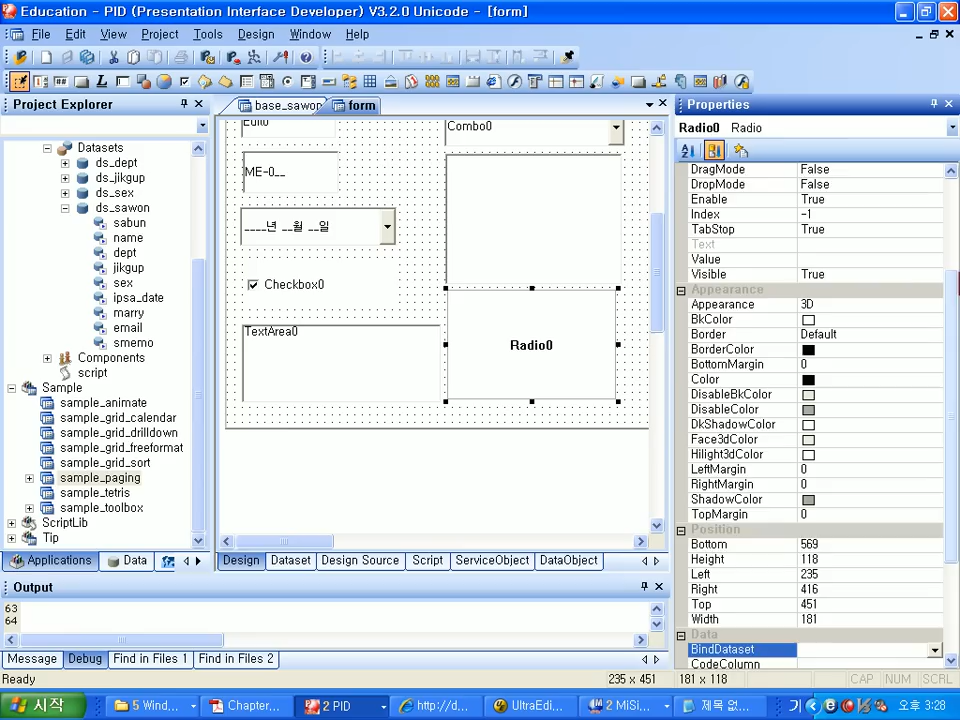 Education - PID (Presentation Interface Developer) V3.2.0 Unicode - [form]
File Edit View Project Tools Design Window Help
Project Explorer
Datasets
ds_dept
ds_jikgup
ds_sex
ds_sawon
sabun
name
dept
jikgup
sex
ipsa_date
marry
email
smemo
Components
script
Sample
sample_animate
sample_grid_calendar
sample_grid_drilldown
sample_grid_freeformat
sample_grid_sort
sample_paging
sample_tetris
sample_toolbox
ScriptLib
Tip
Applications Data
base_sawon form
Edit0
Combo0
ME-0__
____년 __월 __일
Checkbox0
TextArea0
Radio0
Design Dataset Design Source Script ServiceObject DataObject
Properties
Radio0 Radio
DragMode False
DropMode False
Enable True
Index -1
TabStop True
Text
Value
Visible True
Appearance
Appearance 3D
BkColor
Border Default
BorderColor
BottomMargin 0
Color
DisableBkColor
DisableColor
DkShadowColor
Face3dColor
Hilight3dColor
LeftMargin 0
RightMargin 0
ShadowColor
TopMargin 0
Position
Bottom 569
Height 118
Left 235
Right 416
Top 451
Width 181
Data
BindDataset
CodeColumn
Output
63
64
Message Debug Find in Files 1 Find in Files 2
Ready 235 x 451 181 x 118 CAP NUM SCRL
시작 5 Wind... Chapter... 2 PID http://d... UltraEdi... 2 MiSi... 제목 없... 가 오후 3:28